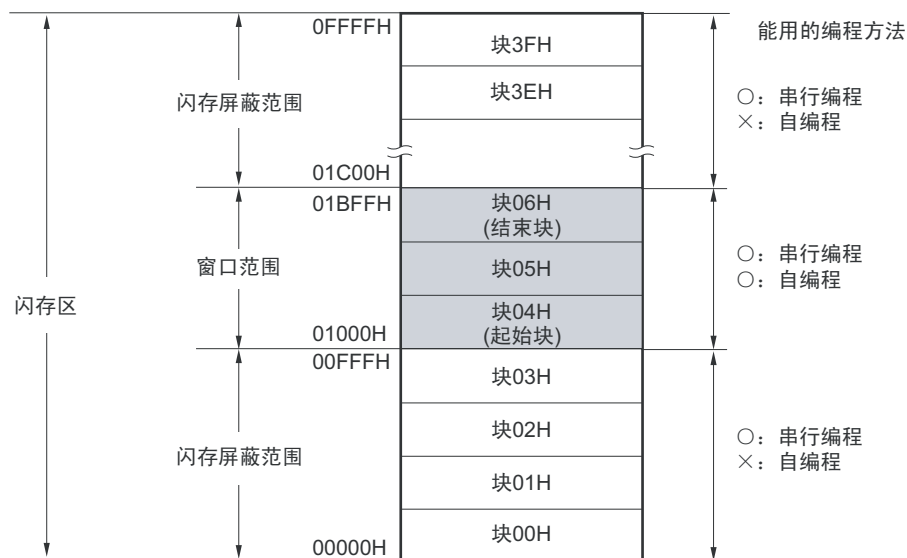 0FFFFH
块3FH
能用的编程方法
块3EH
闪存屏蔽范围
○：串行编程
×：自编程
01C00H
01BFFH
块06H
(结束块)
窗口范围
块05H
○：串行编程
○：自编程
闪存区
块04H
(起始块)
01000H
00FFFH
块03H
块02H
闪存屏蔽范围
○：串行编程
×：自编程
块01H
块00H
00000H